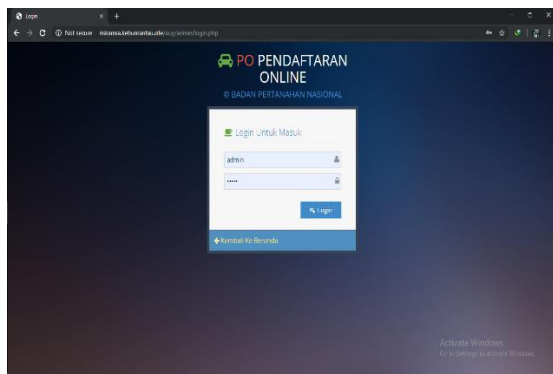 Login
Not secure
PO PENDAFTARAN
ONLINE
© BADAN PERTANAHAN NASIONAL
Login Untuk Masuk
admin
Login
Kembali Ke Beranda
Activate Windows
Go to Settings to activate Windows.